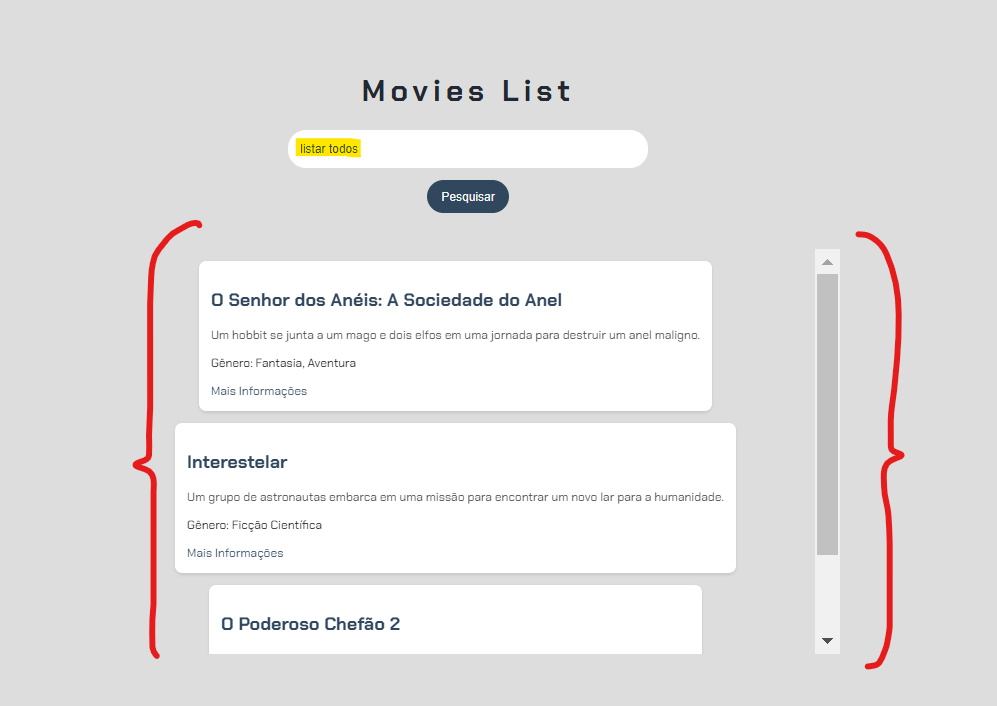 Movies List
listar todos
Pesquisar
O Senhor dos Anéis: A Sociedade do Anel
Um hobbit se junta a um mago e dois elfos em uma jornada para destruir um anel maligno.
Gênero: Fantasia, Aventura
Mais Informações
Interestelar
Um grupo de astronautas embarca em uma missão para encontrar um novo lar para a humanidade.
Gênero: Ficção Científica
Mais Informações
O Poderoso Chefão 2